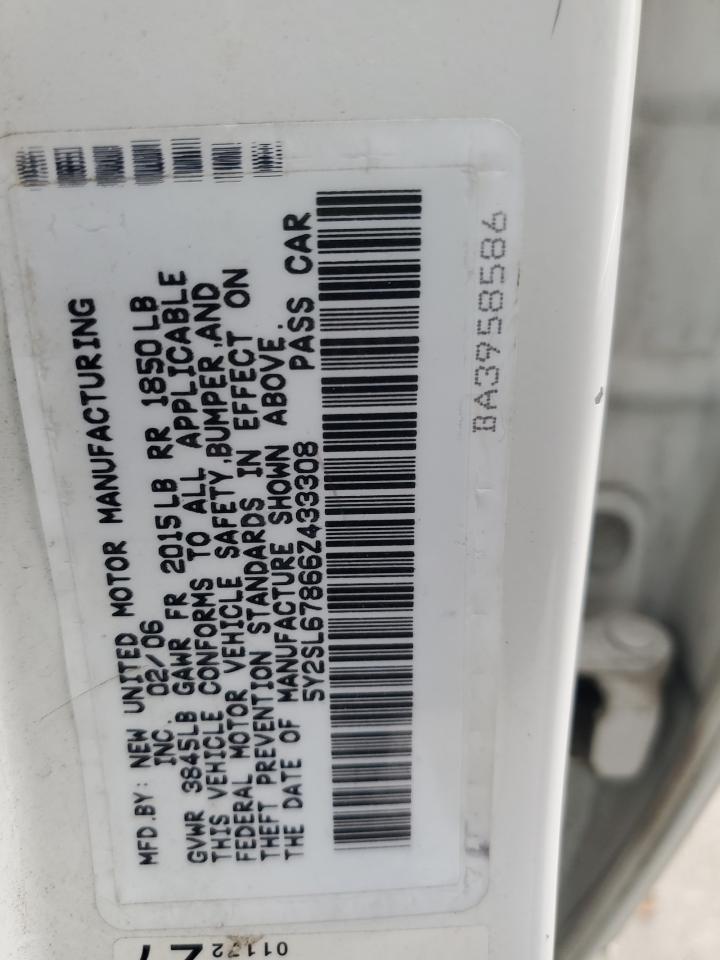 MFD.BY: NEW UNITED MOTOR MANUFACTURING
INC. 02/06
GVWR 3845LB GAWR FR 2015LB RR 1850LB
THIS VEHICLE CONFORMS TO ALL APPLICABLE
FEDERAL MOTOR VEHICLE SAFETY,BUMPER,AND
THEFT PREVENTION STANDARDS IN EFFECT ON
THE DATE OF MANUFACTURE SHOWN ABOVE.
5Y2SL67866Z433308 PASS CAR
BA3958586